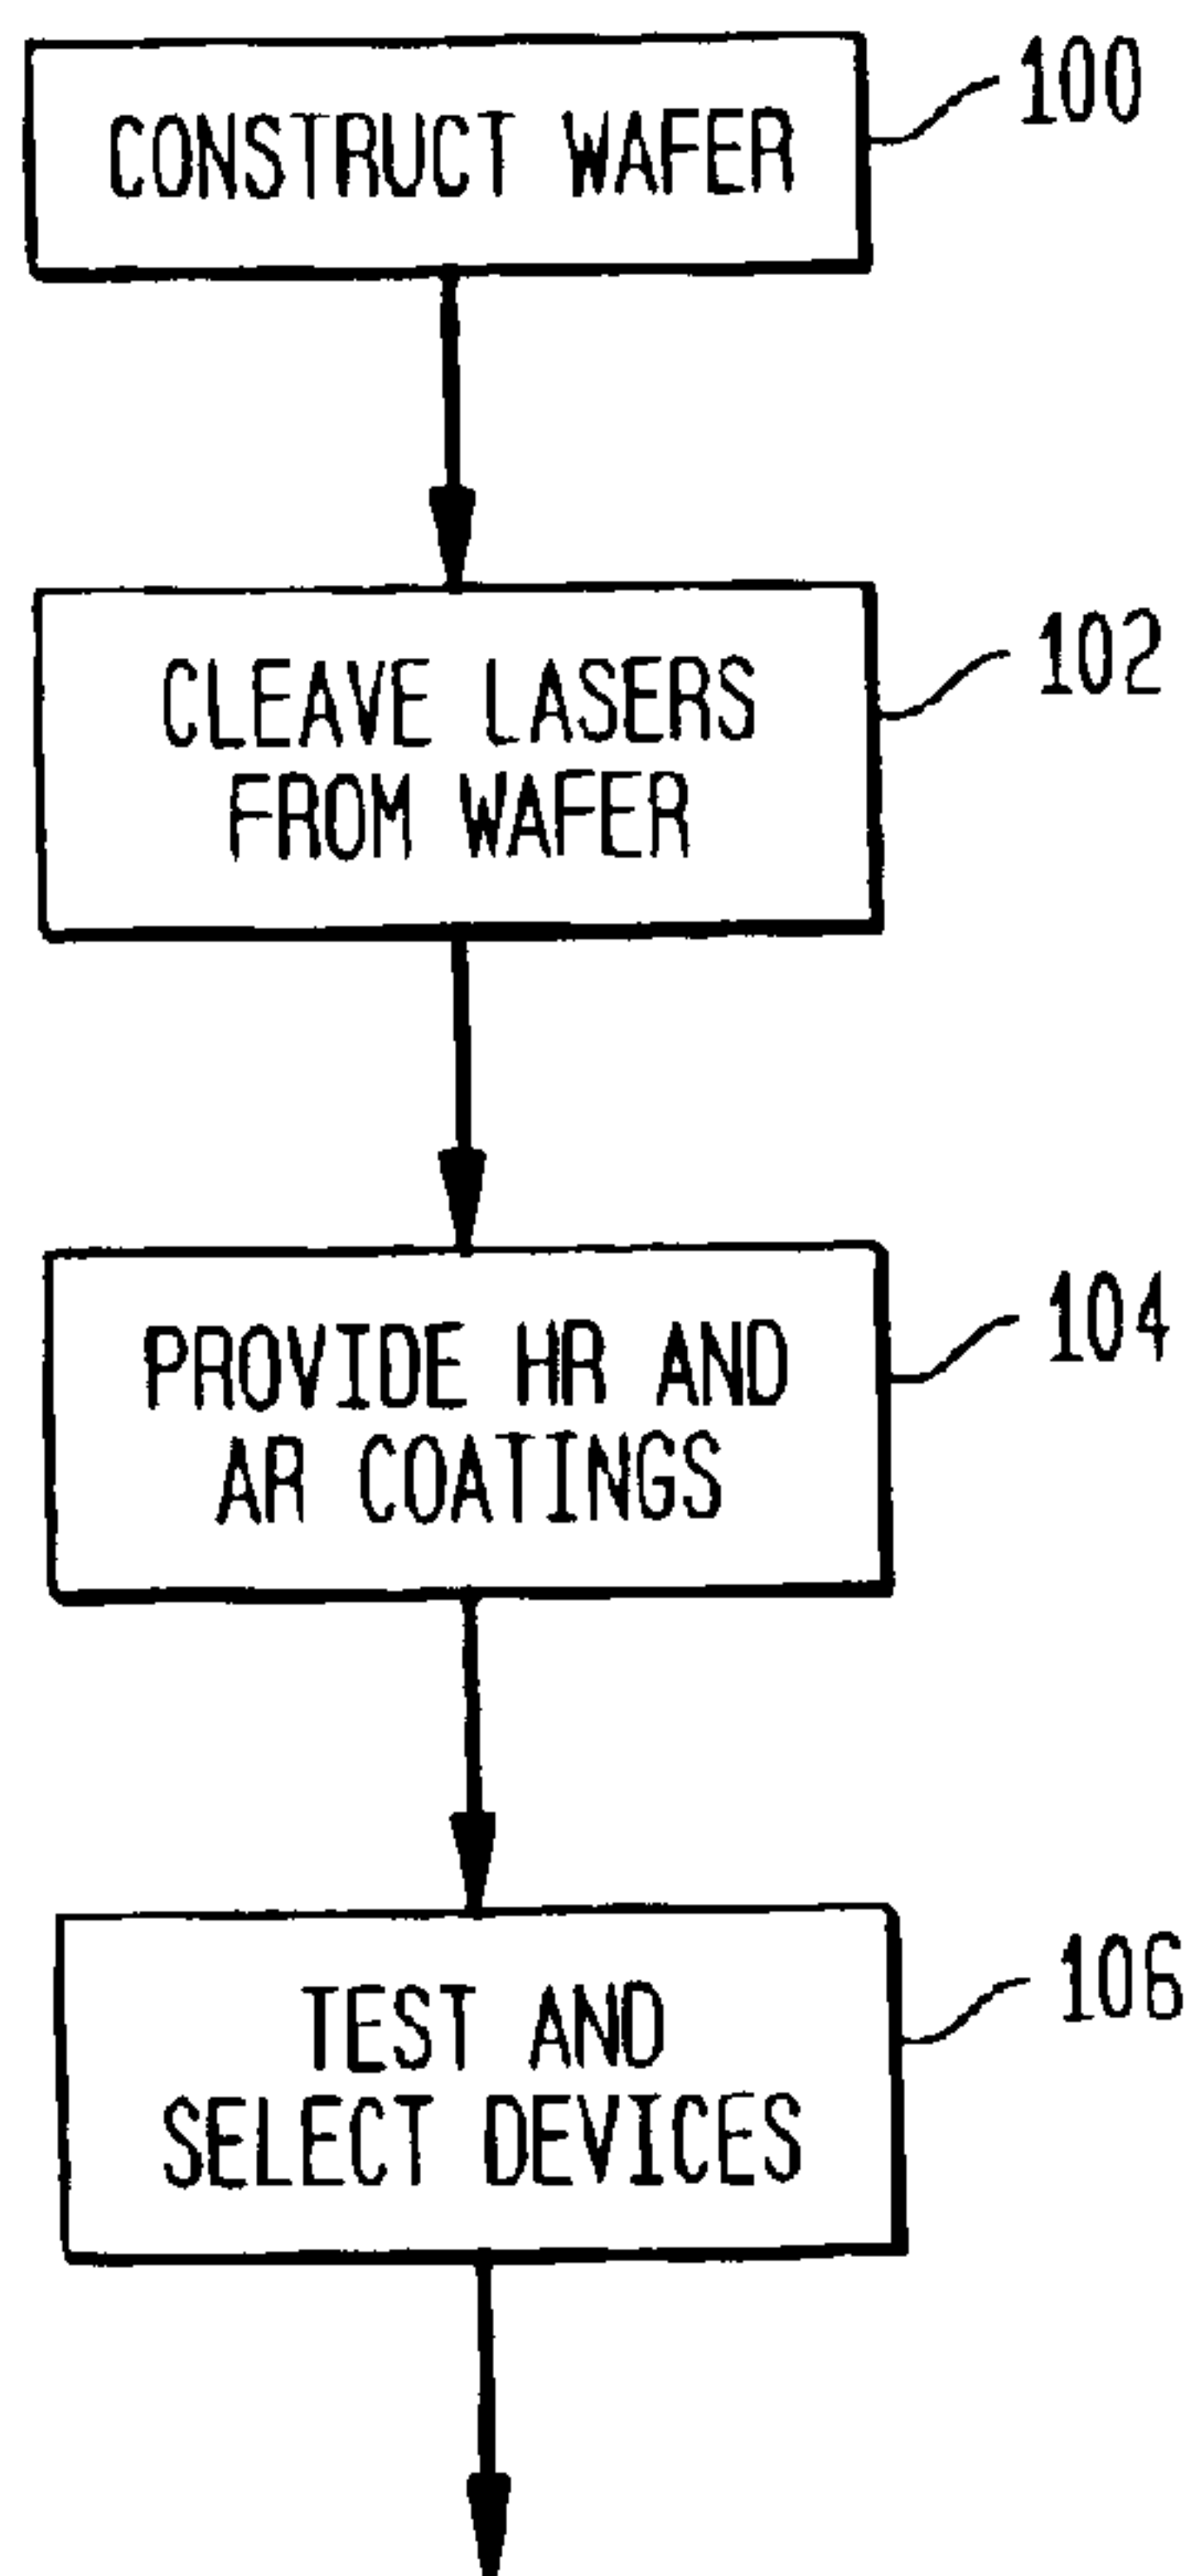 CONSTRUCT WAFER
100
CLEAVE LASERS
FROM WAFER
102
PROVIDE HR AND
AR COATINGS
104
TEST AND
SELECT DEVICES
106